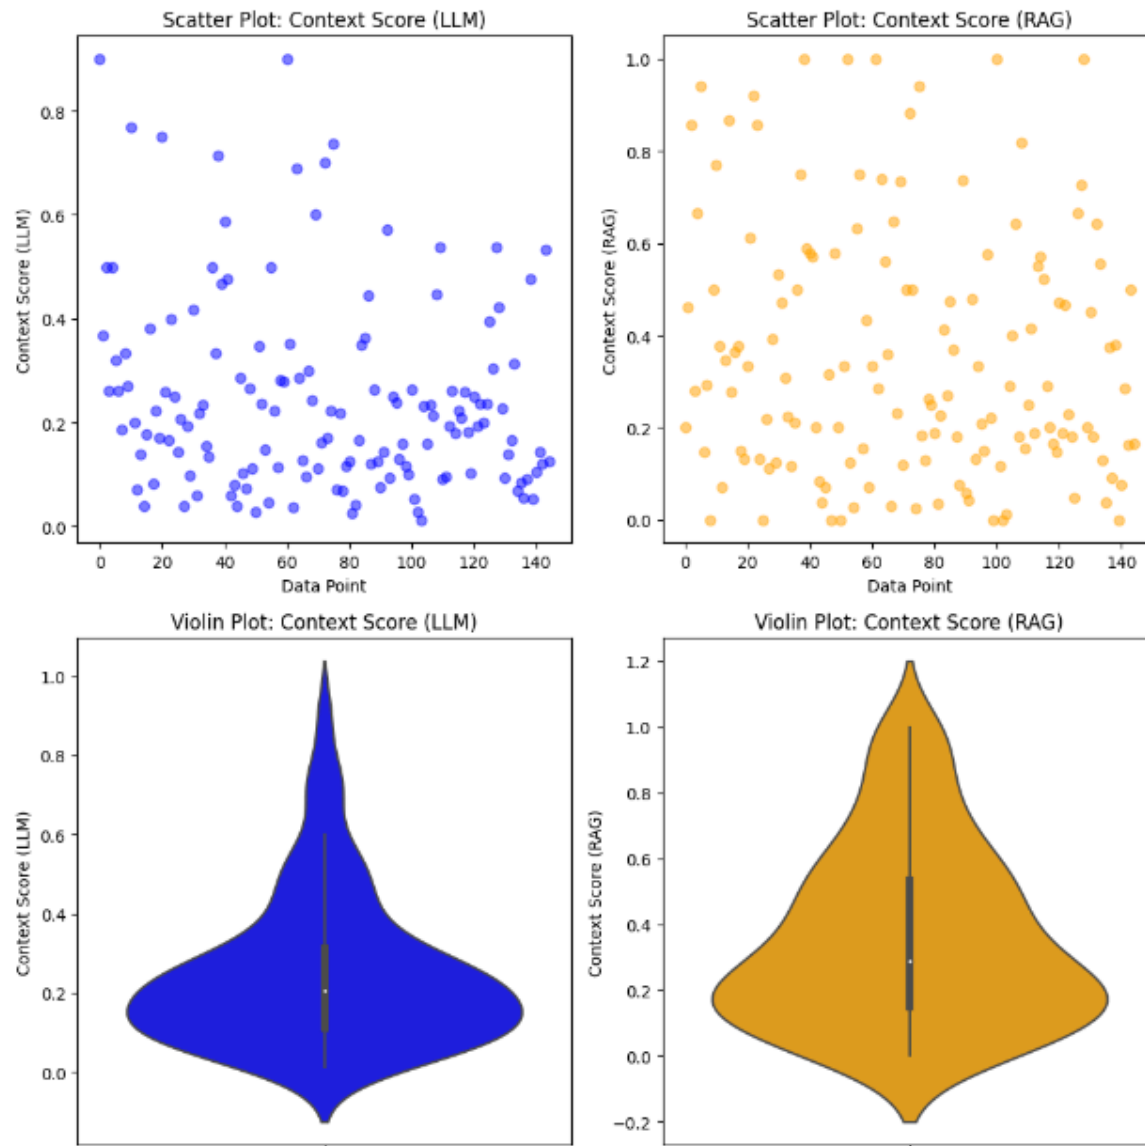 Scatter Plot: Context Score (LLM)
Context Score (LLM)
0.8
0.6
0.4
0.2
0.0
0 20 40 60 80 100 120 140
Data Point
Scatter Plot: Context Score (RAG)
Context Score (RAG)
1.0
0.8
0.6
0.4
0.2
0.0
0 20 40 60 80 100 120 140
Data Point
Violin Plot: Context Score (LLM)
Context Score (LLM)
1.0
0.8
0.6
0.4
0.2
0.0
Violin Plot: Context Score (RAG)
Context Score (RAG)
1.2
1.0
0.8
0.6
0.4
0.2
0.0
−0.2